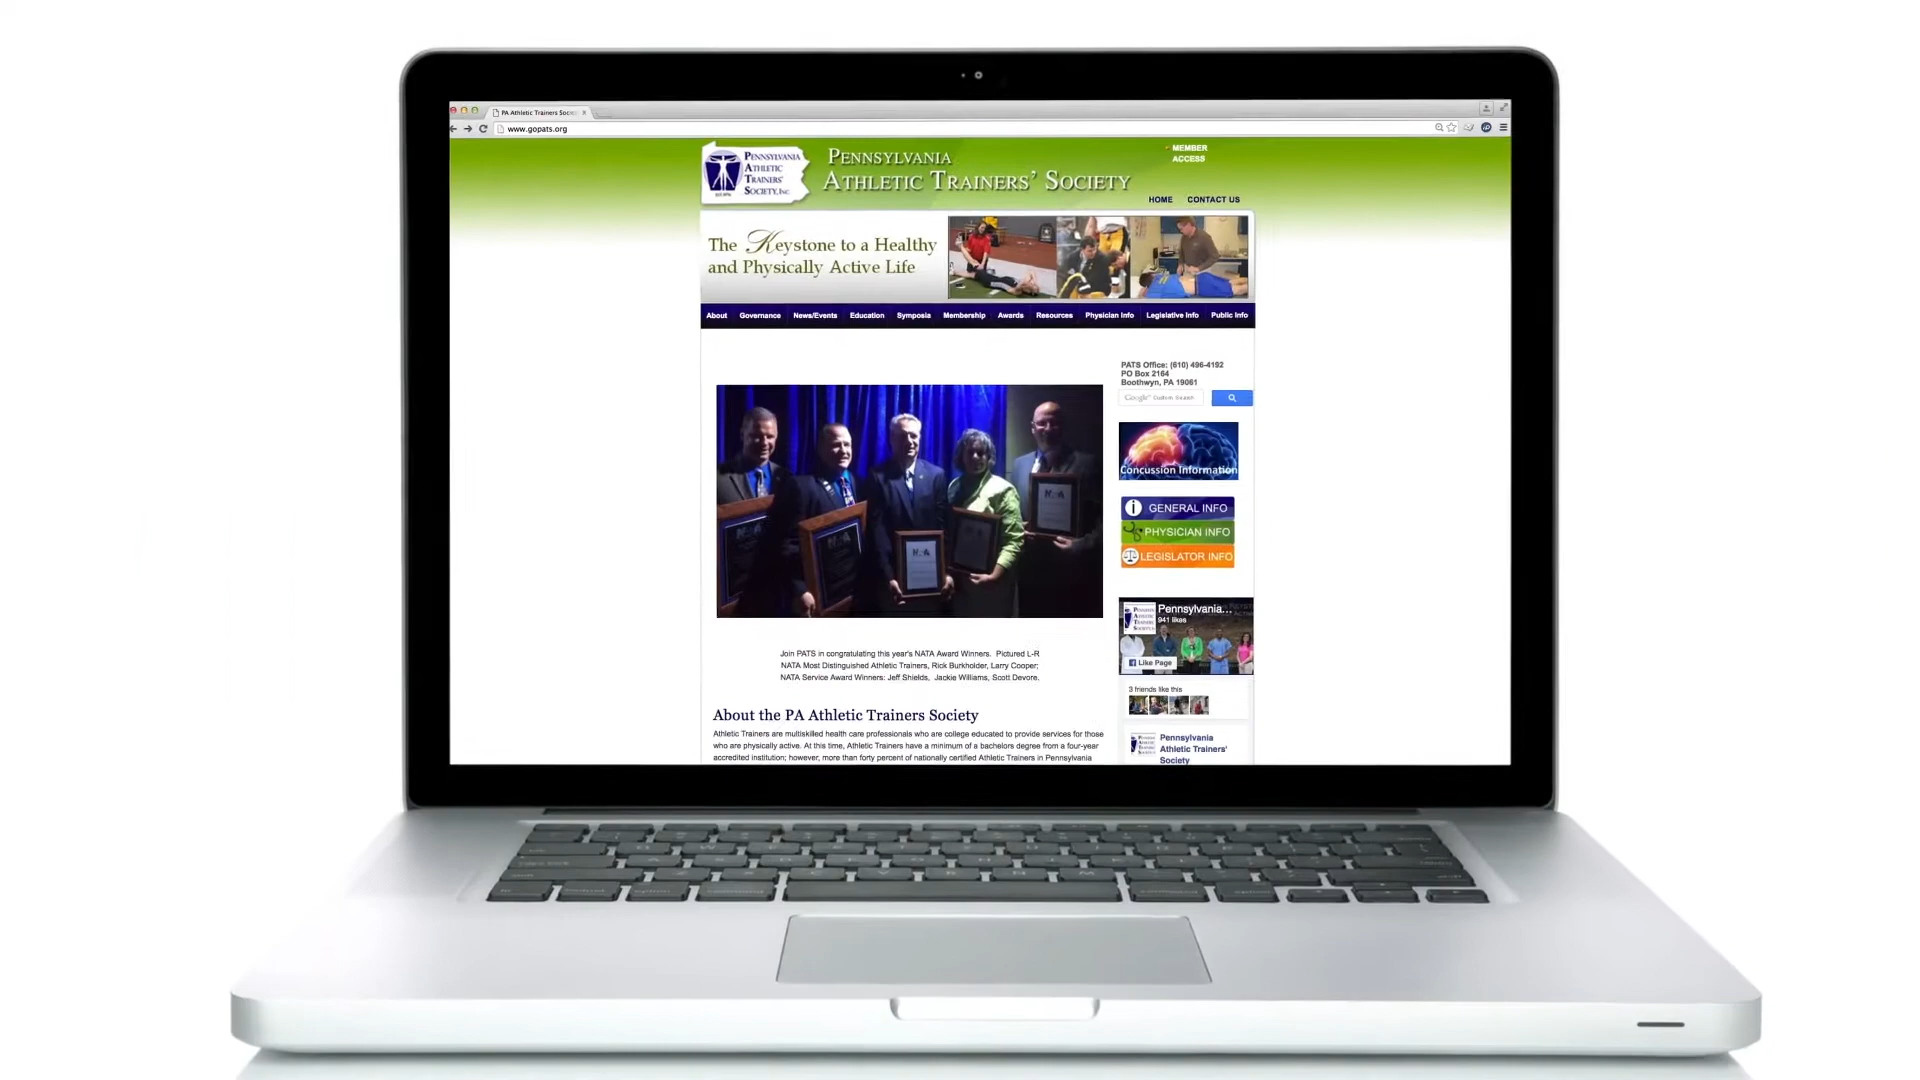 PA Athletic Trainers Socie
www.gopats.org
PENNSYLVANIA
ATHLETIC
TRAINERS'
SOCIETY, INC.
PENNSYLVANIA
ATHLETIC TRAINERS' SOCIETY
MEMBER
ACCESS
HOME CONTACT US
The Keystone to a Healthy
and Physically Active Life
About Governance News/Events Education Symposia Membership Awards Resources Physician Info Legislative Info Public Info
PATS Office: (610) 496-4192
PO Box 2164
Boothwyn, PA 19061
Google Custom Search
Concussion Information
GENERAL INFO
PHYSICIAN INFO
LEGISLATOR INFO
Pennsylvania...
941 likes
Like Page
3 friends like this
Pennsylvania
Athletic Trainers'
Society
Join PATS in congratulating this year's NATA Award Winners. Pictured L-R
NATA Most Distinguished Athletic Trainers, Rick Burkholder, Larry Cooper;
NATA Service Award Winners: Jeff Shields, Jackie Williams, Scott Devore.
About the PA Athletic Trainers Society
Athletic Trainers are multiskilled health care professionals who are college educated to provide services for those
who are physically active. At this time, Athletic Trainers have a minimum of a bachelors degree from a four-year
accredited institution; however, more than forty percent of nationally certified Athletic Trainers in Pennsylvania